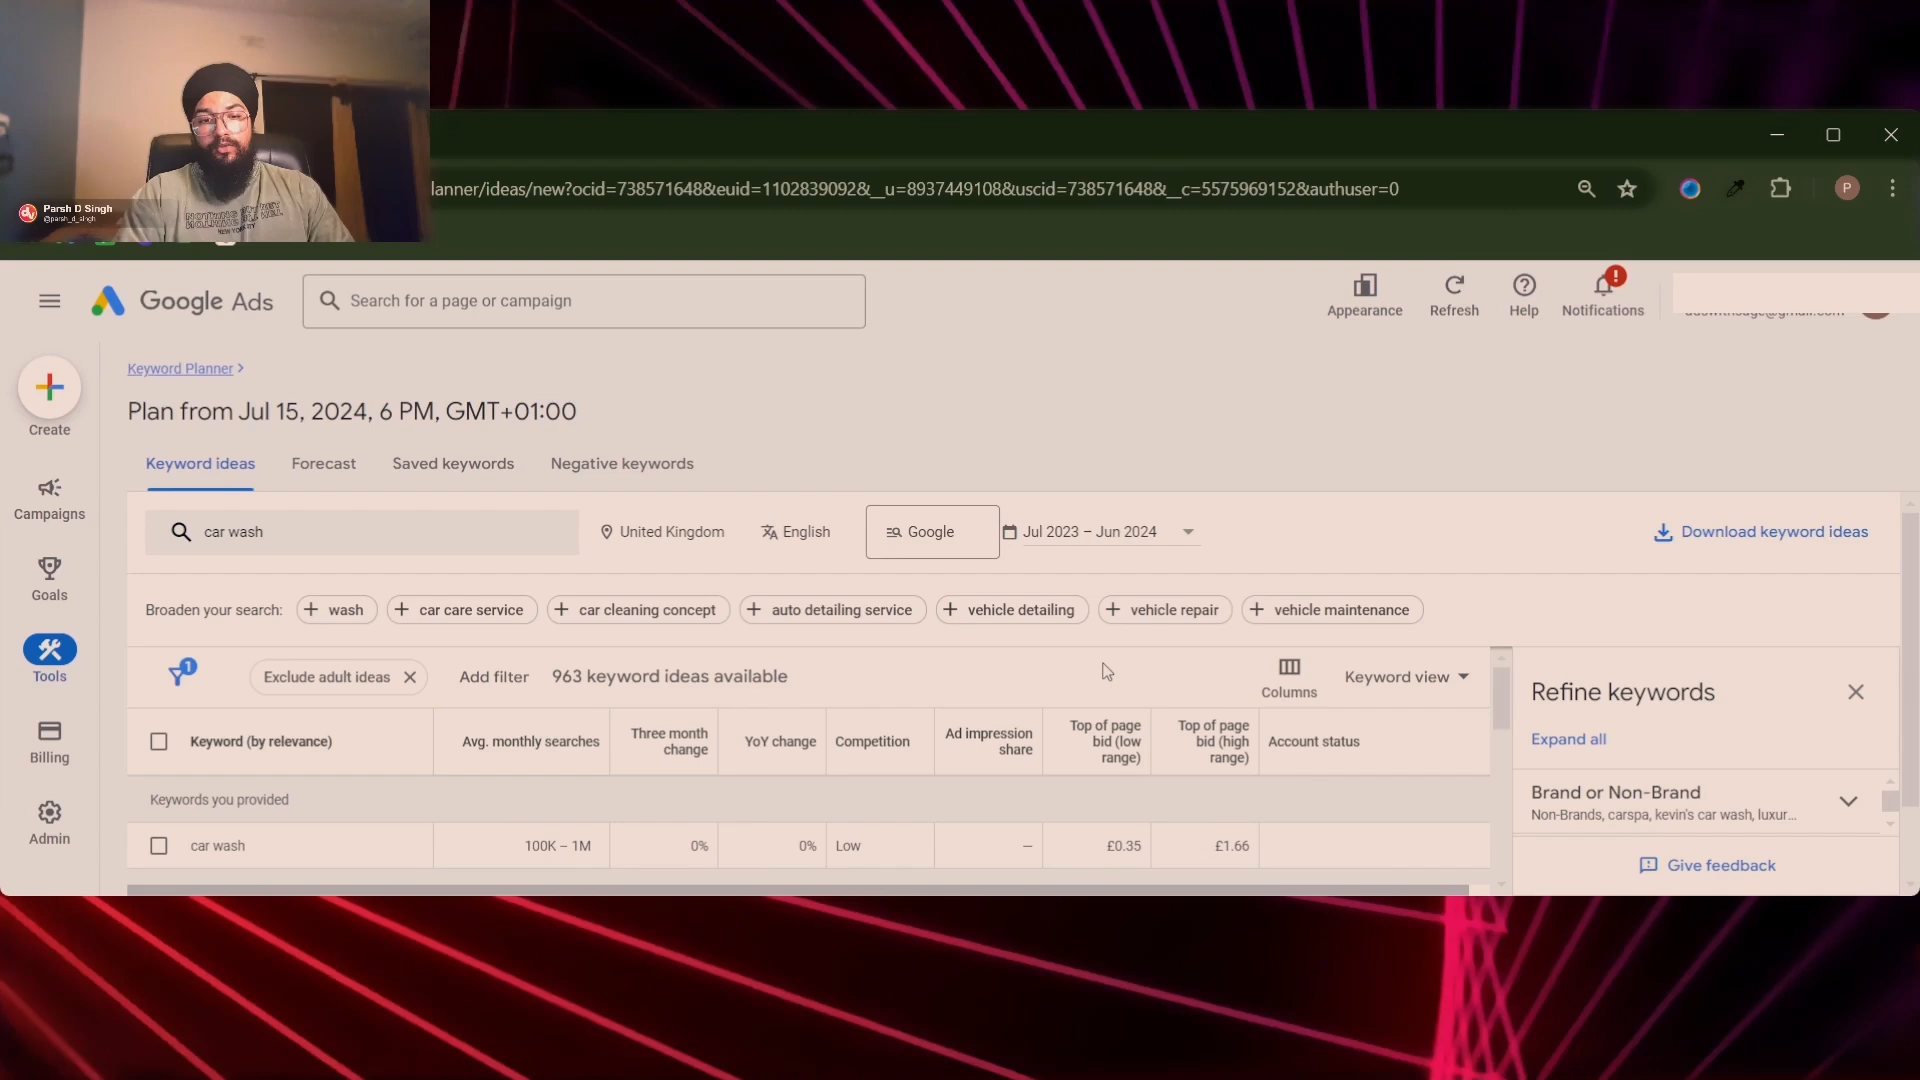 Parsh D Singh
@parsh_d_singh
NEW YORK CITY
lanner/ideas/new?ocid=738571648&euid=1102839092&__u=8937449108&uscid=738571648&__c=5575969152&authuser=0
P
Google Ads
Search for a page or campaign
Appearance
Refresh
Help
!
Notifications
Create
Campaigns
Goals
Tools
Billing
Admin
Keyword Planner
Plan from Jul 15, 2024, 6 PM, GMT+01:00
Keyword ideas
Forecast
Saved keywords
Negative keywords
car wash
United Kingdom
English
Google
Jul 2023 – Jun 2024
Download keyword ideas
Broaden your search:
wash
car care service
car cleaning concept
auto detailing service
vehicle detailing
vehicle repair
vehicle maintenance
1
Exclude adult ideas
Add filter
963 keyword ideas available
Columns
Keyword view
Keyword (by relevance)
Avg. monthly searches
Three month
change
YoY change
Competition
Ad impression
share
Top of page
bid (low
range)
Top of page
bid (high
range)
Account status
Keywords you provided
car wash
100K – 1M
0%
0%
Low
—
£0.35
£1.66
Refine keywords
Expand all
Brand or Non-Brand
Non-Brands, carspa, kevin's car wash, luxur...
Give feedback